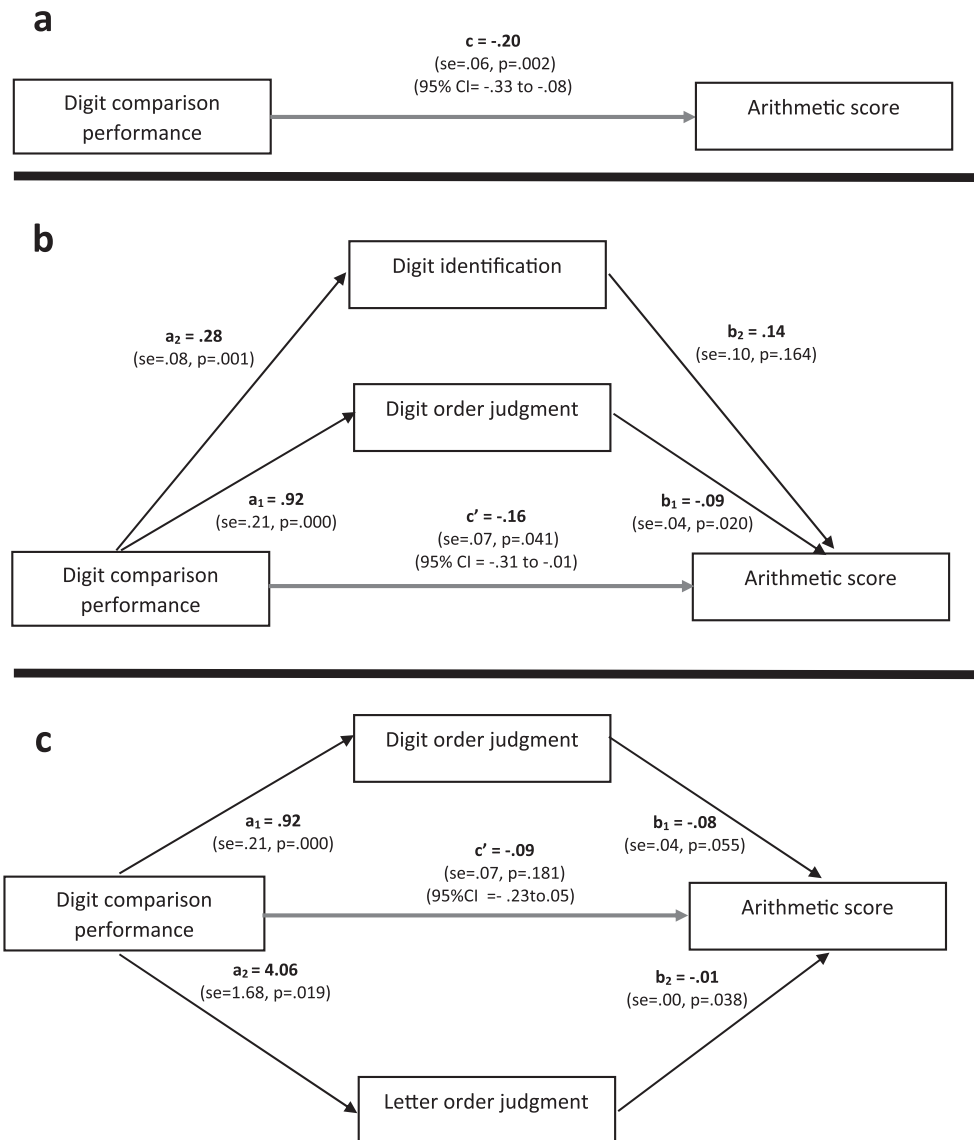 a
c = -.20
(se=.06, p=.002)
(95% CI= -.33 to -.08)
Digit comparison
performance
Arithmetic score
b
Digit identification
a₂ = .28
(se=.08, p=.001)
b₂ = .14
(se=.10, p=.164)
Digit order judgment
a₁ = .92
(se=.21, p=.000)
b₁ = -.09
(se=.04, p=.020)
c’ = -.16
(se=.07, p=.041)
(95% CI = -.31 to -.01)
Digit comparison
performance
Arithmetic score
c
Digit order judgment
a₁ = .92
(se=.21, p=.000)
b₁ = -.08
(se=.04, p=.055)
c’ = -.09
(se=.07, p=.181)
(95%CI =- .23to.05)
Digit comparison
performance
Arithmetic score
a₂ = 4.06
(se=1.68, p=.019)
b₂ = -.01
(se=.00, p=.038)
Letter order judgment